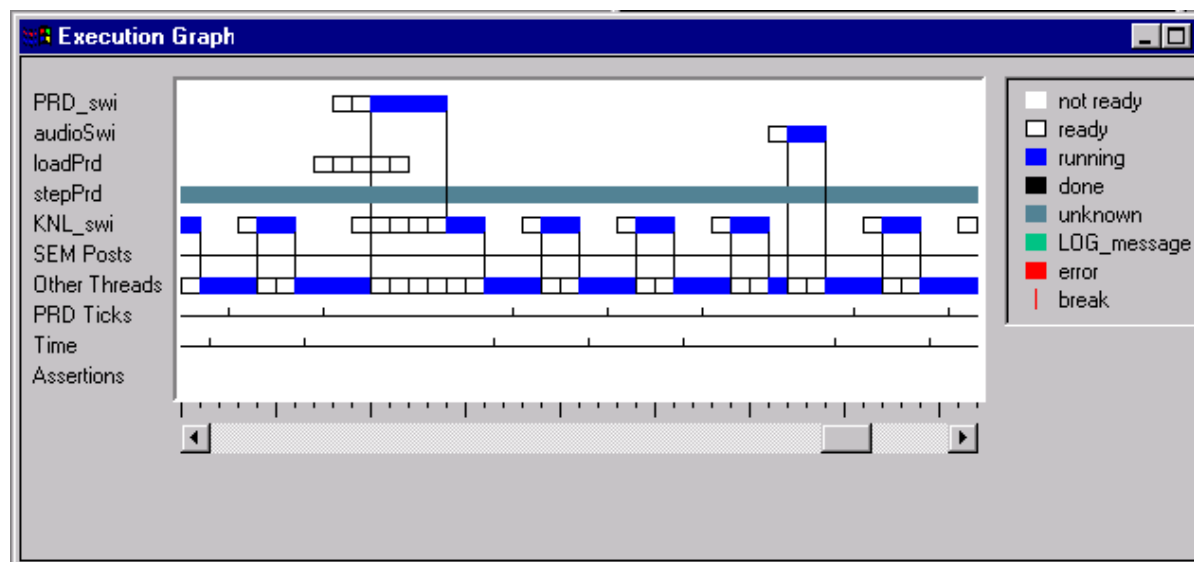 Execution Graph
PRD_swi
audioSwi
loadPrd
stepPrd
KNL_swi
SEM Posts
Other Threads
PRD Ticks
Time
Assertions
not ready
ready
running
done
unknown
LOG_message
error
break